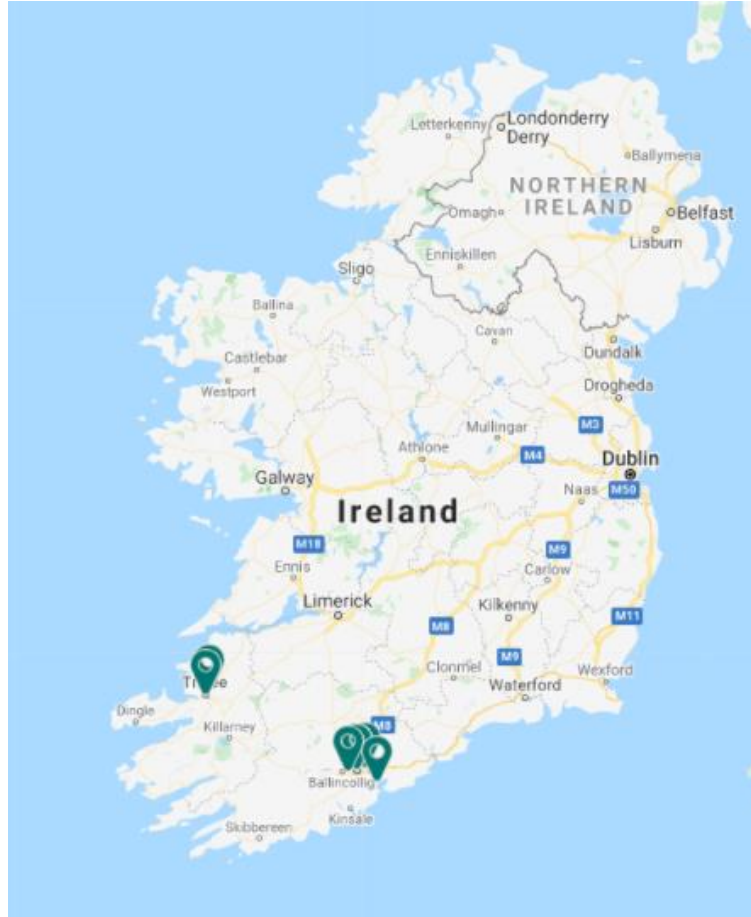 Letterkenny
Londonderry
Derry
Ballymena
NORTHERN
IRELAND
Omagh
Belfast
Lisburn
Enniskillen
Sligo
Ballina
Cavan
Dundalk
Castlebar
Westport
Drogheda
Mullingar
M3
Athlone
M4
Dublin
Galway
Naas
M50
Ireland
M18
M9
Ennis
Carlow
Limerick
Kilkenny
M11
M8
M9
Clonmel
Wexford
Waterford
Dingle
Killarney
M8
Ballincollig
Kinsale
Skibbereen